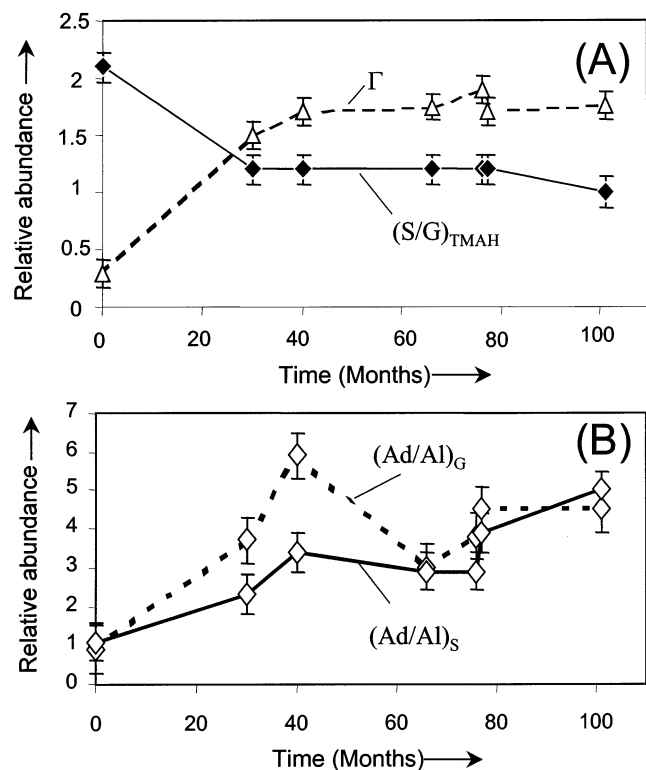 (A)
2.5
2
1.5
1
0.5
0
Relative abundance
Γ
(S/G)TMAH
0 20 40 60 80 100
Time (Months)
(B)
7
6
5
4
3
2
1
0
Relative abundance
(Ad/Al)G
(Ad/Al)S
0 20 40 60 80 100
Time (Months)